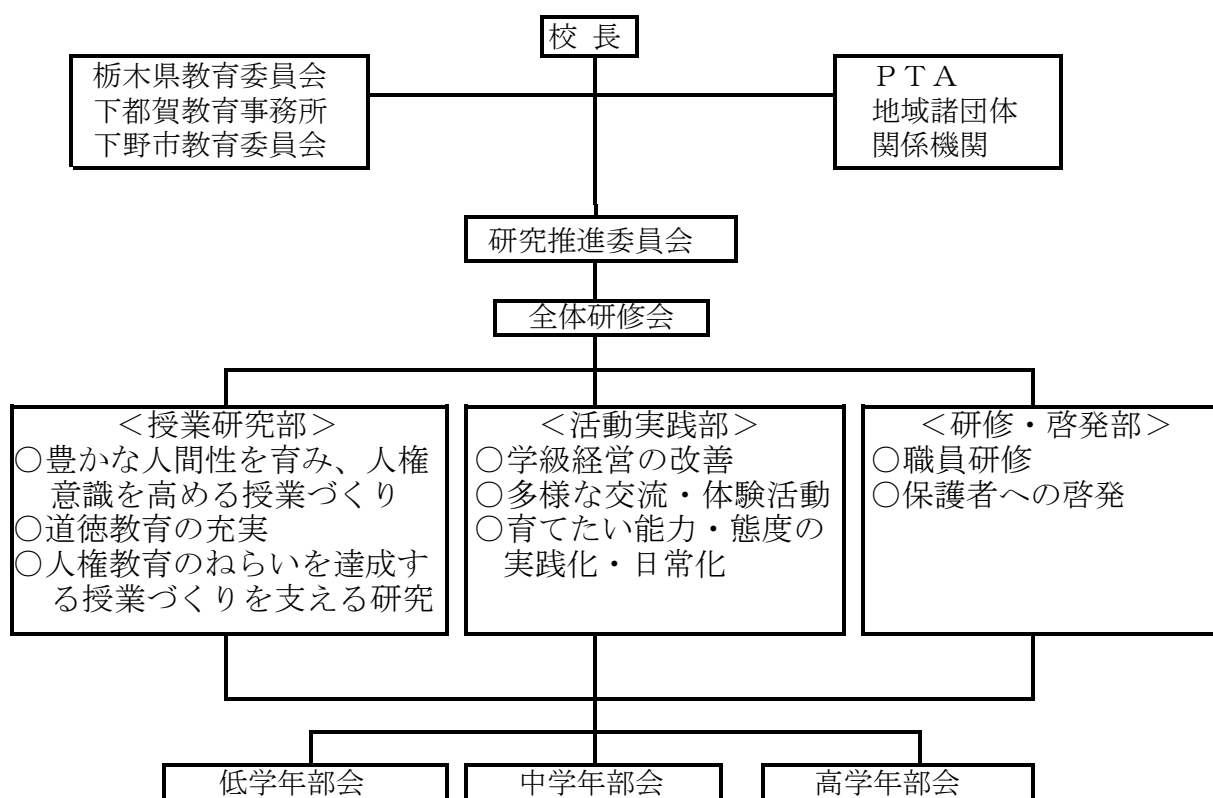 校 長
栃木県教育委員会
下都賀教育事務所
下野市教育委員会
ＰＴＡ
地域諸団体
関係機関
研究推進委員会
全体研修会
＜授業研究部＞
○豊かな人間性を育み、人権
意識を高める授業づくり
○道徳教育の充実
○人権教育のねらいを達成す
る授業づくりを支える研究
＜活動実践部＞
○学級経営の改善
○多様な交流・体験活動
○育てたい能力・態度の
実践化・日常化
＜研修・啓発部＞
○職員研修
○保護者への啓発
低学年部会
中学年部会
高学年部会